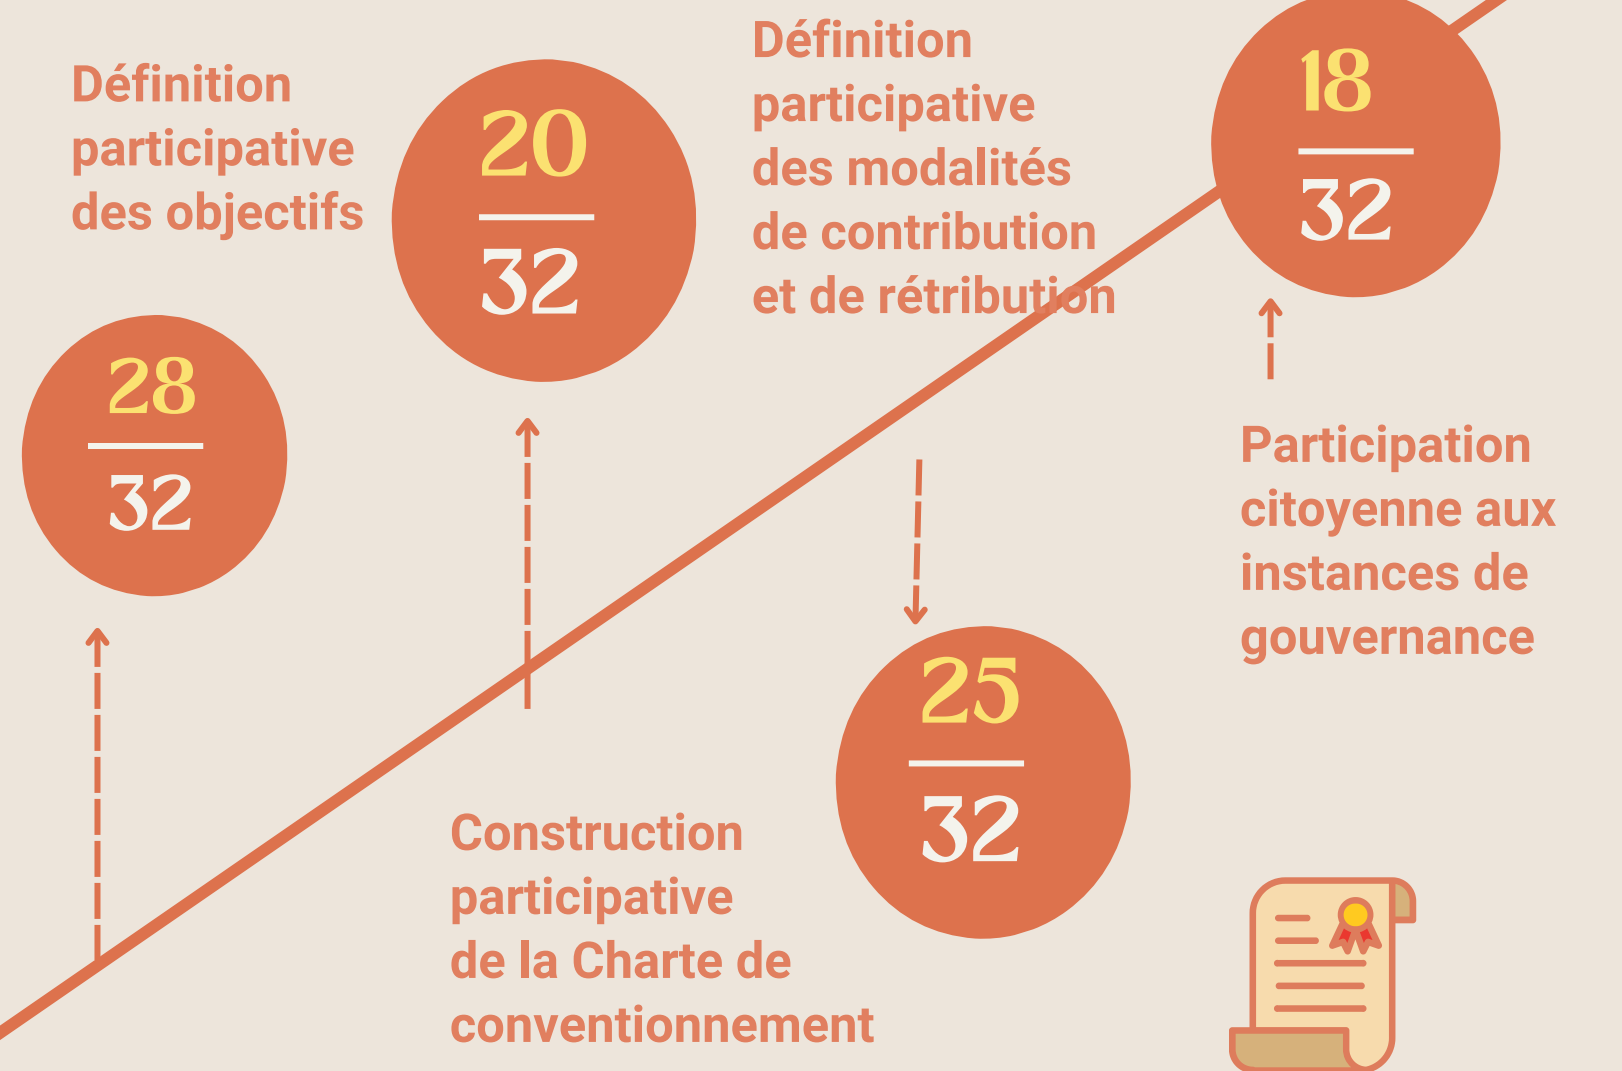 Définition
participative
des objectifs
28
32
20
32
Construction
participative
de la Charte de
conventionnement
Définition
participative
des modalités
de contribution
et de rétribution
25
32
18
32
Participation
citoyenne aux
instances de
gouvernance